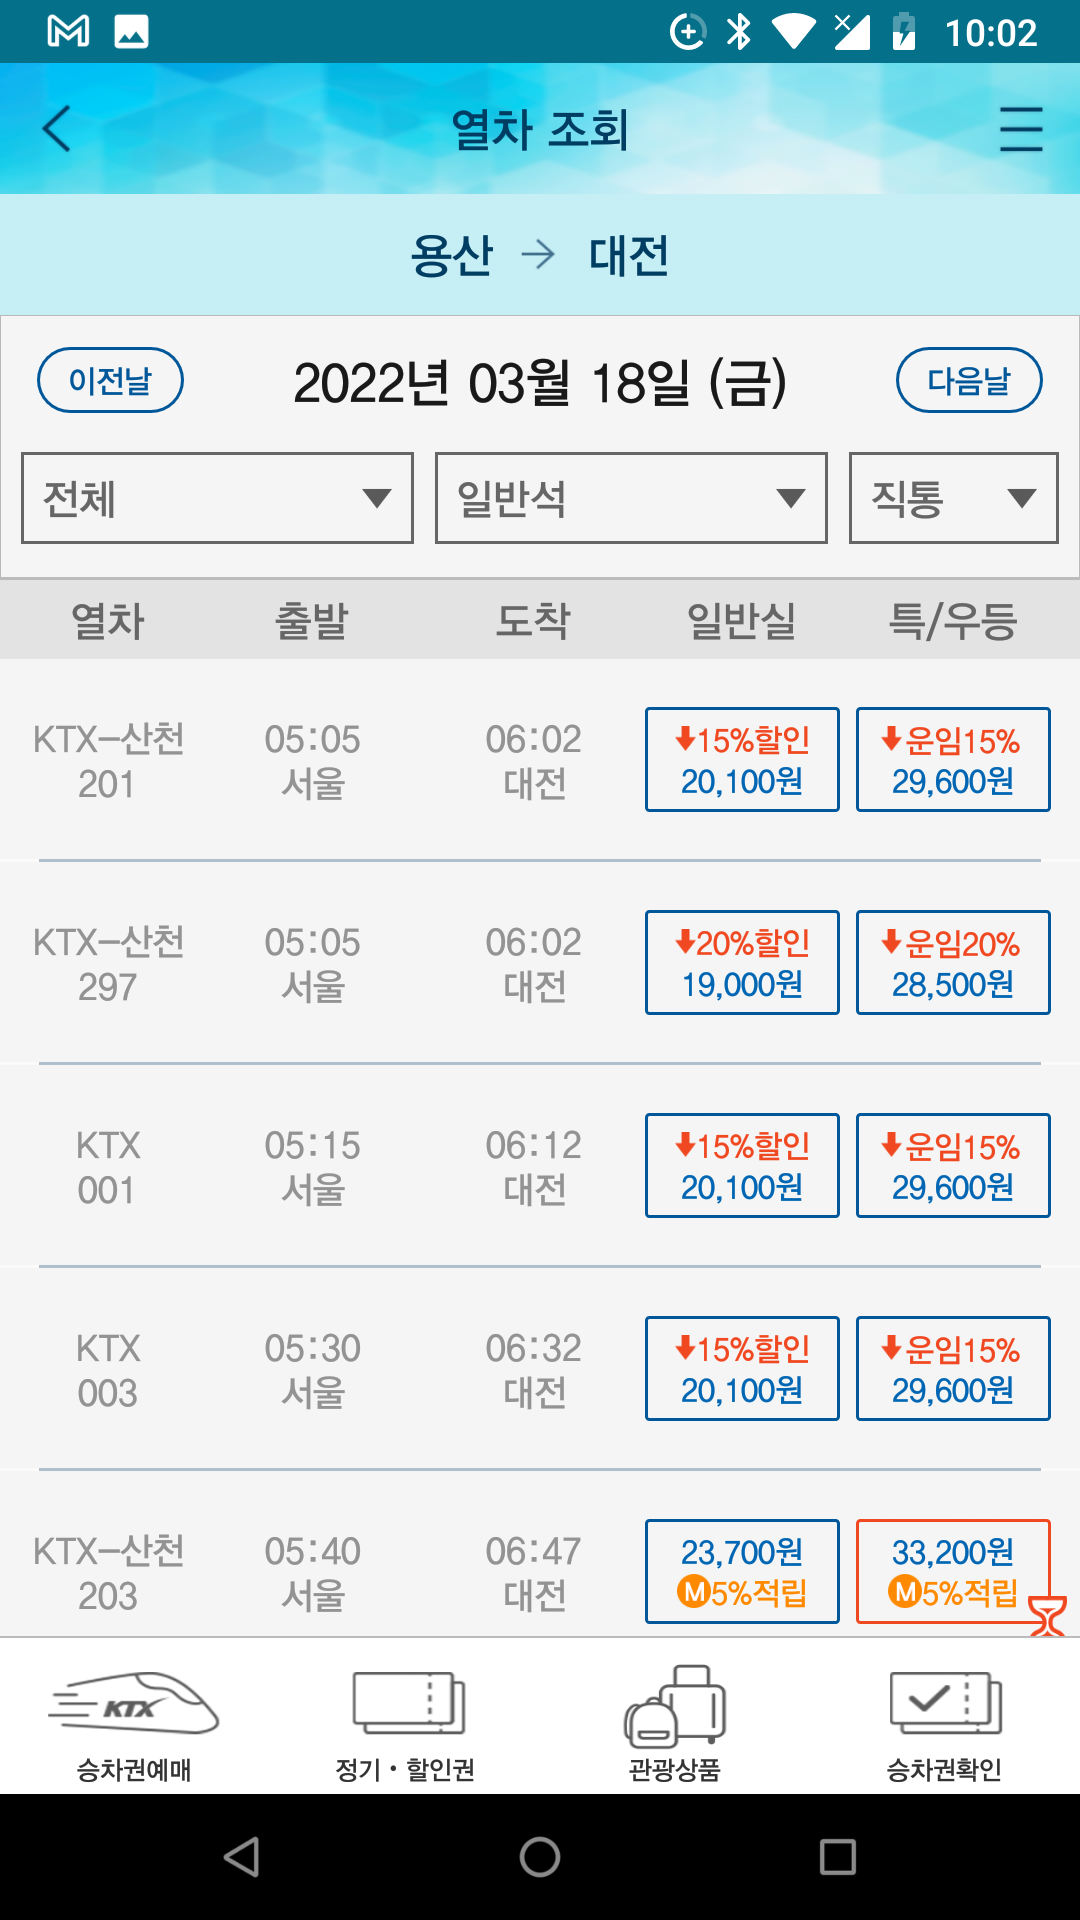 10:02
열차 조회
용산 → 대전
이전날 2022년 03월 18일 (금) 다음날
전체 일반석 직통
열차 출발 도착 일반실 특/우등
KTX-산천 05:05 06:02 15%할인 운임15%
201 서울 대전 20,100원 29,600원
KTX-산천 05:05 06:02 20%할인 운임20%
297 서울 대전 19,000원 28,500원
KTX 05:15 06:12 15%할인 운임15%
001 서울 대전 20,100원 29,600원
KTX 05:30 06:32 15%할인 운임15%
003 서울 대전 20,100원 29,600원
KTX-산천 05:40 06:47 23,700원 33,200원
203 서울 대전 M5%적립 M5%적립
KTX
승차권예매 정기·할인권 관광상품 승차권확인